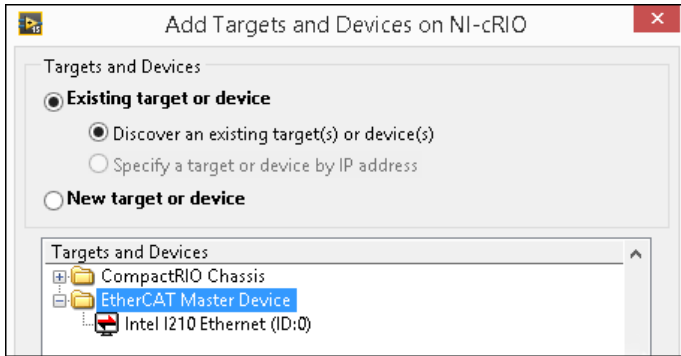 Add Targets and Devices on NI-cRIO
Targets and Devices
Existing target or device
Discover an existing target(s) or device(s)
Specify a target or device by IP address
New target or device
Targets and Devices
CompactRIO Chassis
EtherCAT Master Device
Intel I210 Ethernet (ID:0)